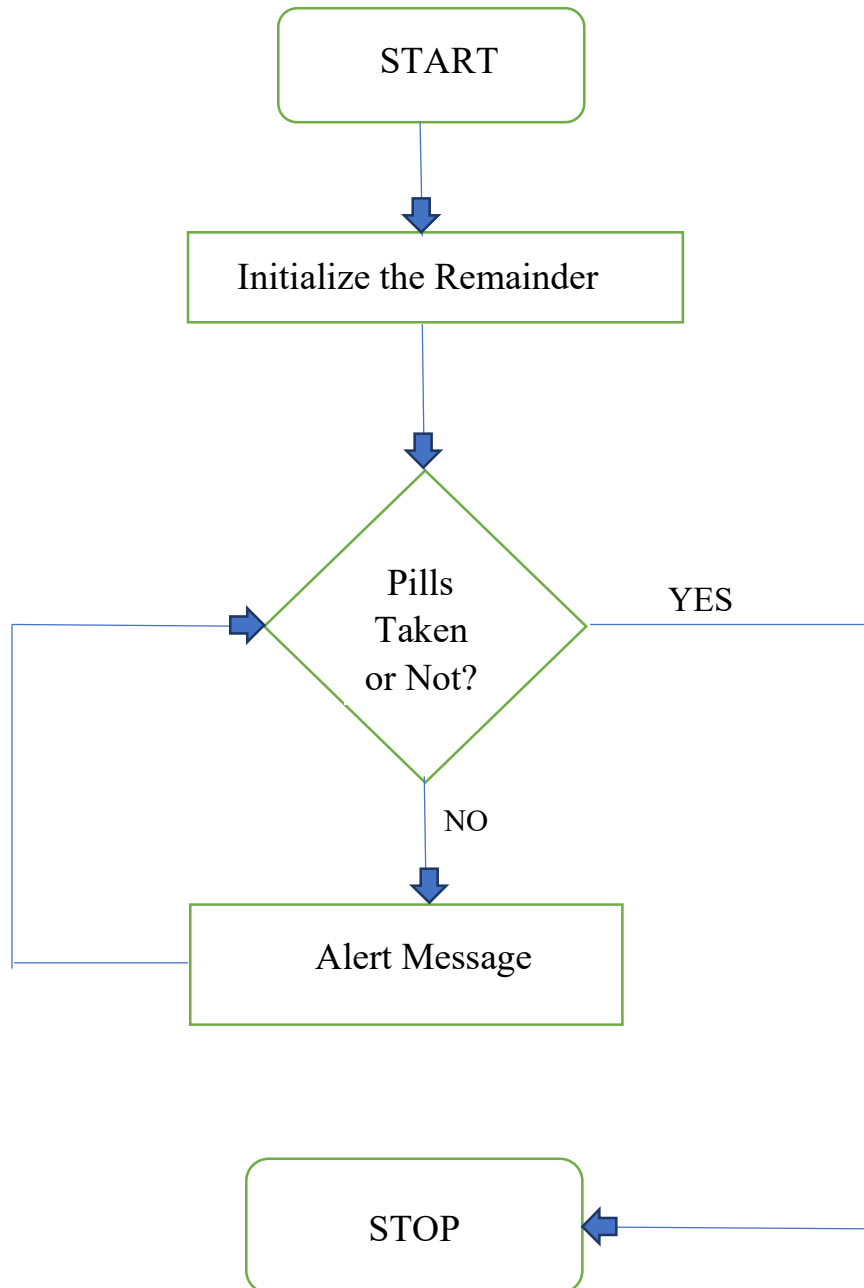 START
Initialize the Remainder
Pills
Taken
or Not?
YES
NO
Alert Message
STOP